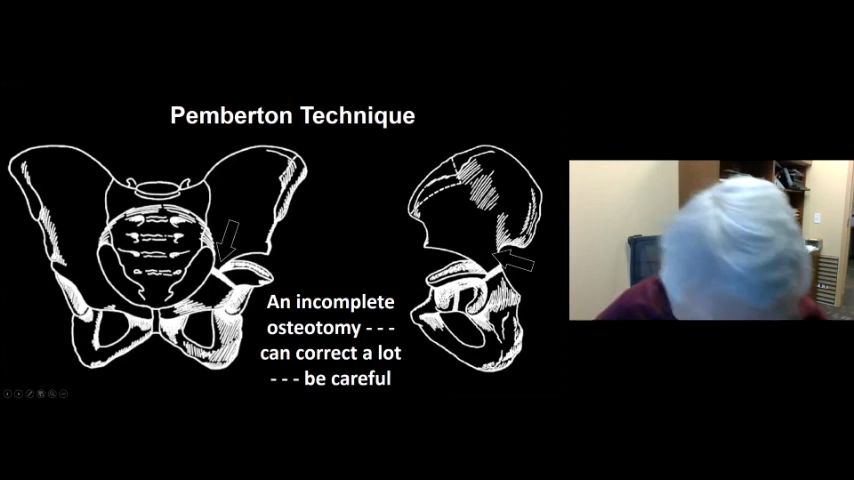 Pemberton Technique
An incomplete
osteotomy - - -
can correct a lot
- - - be careful